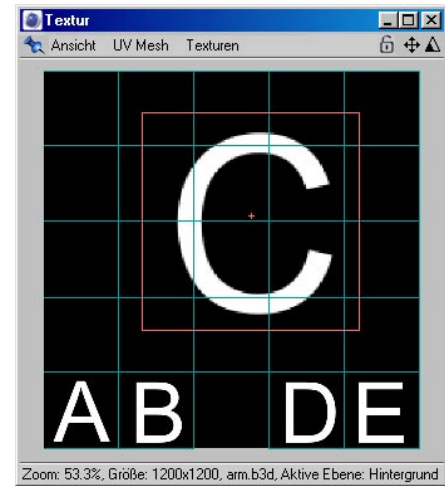 Textur
Ansicht UV Mesh Texturen
C
A B D E
Zoom: 53.3%, Größe: 1200x1200, arm.b3d, Aktive Ebene: Hintergrund